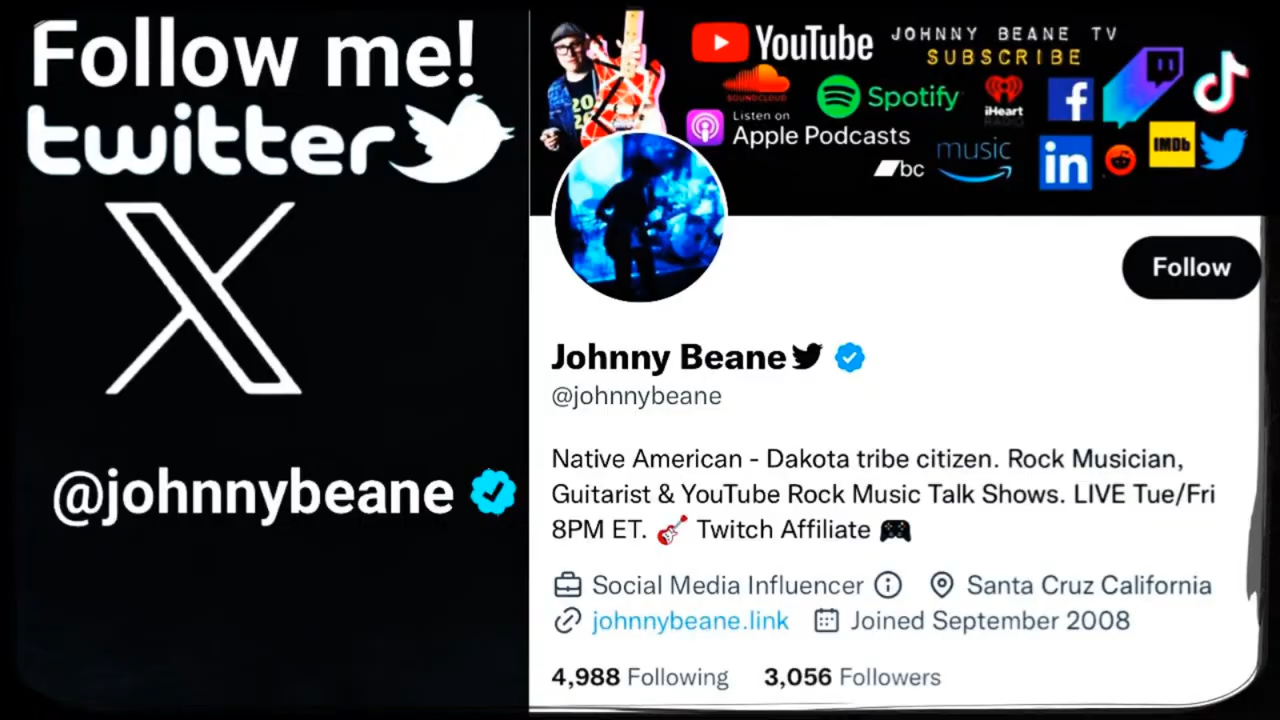 Follow me!
twitter
@johnnybeane
YouTube
JOHNNY BEANE TV
SUBSCRIBE
SOUNDCLOUD
Spotify
iHeart
RADIO
Listen on
Apple Podcasts
bc
music
in
IMDb
Follow
Johnny Beane
@johnnybeane
Native American - Dakota tribe citizen. Rock Musician,
Guitarist & YouTube Rock Music Talk Shows. LIVE Tue/Fri
8PM ET. 🎸 Twitch Affiliate 🎮
Social Media Influencer Santa Cruz California
johnnybeane.link Joined September 2008
4,988 Following 3,056 Followers